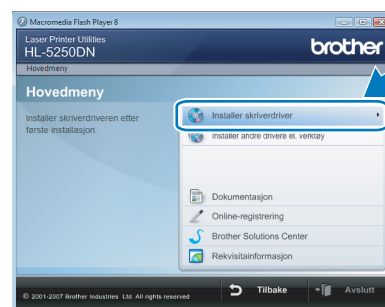 Macromedia Flash Player 8
Laser Printer Utilities
HL-5250DN
brother
Hovedmeny
Hovedmeny
Installer skriverdriveren etter
første installasjon.
Installer skriverdriver
Installer andre drivere el. verktøy
Dokumentasjon
Online-registrering
Brother Solutions Center
Rekvisitainformasjon
© 2001-2007 Brother Industries Ltd. All rights reserved
Tilbake
Avslutt